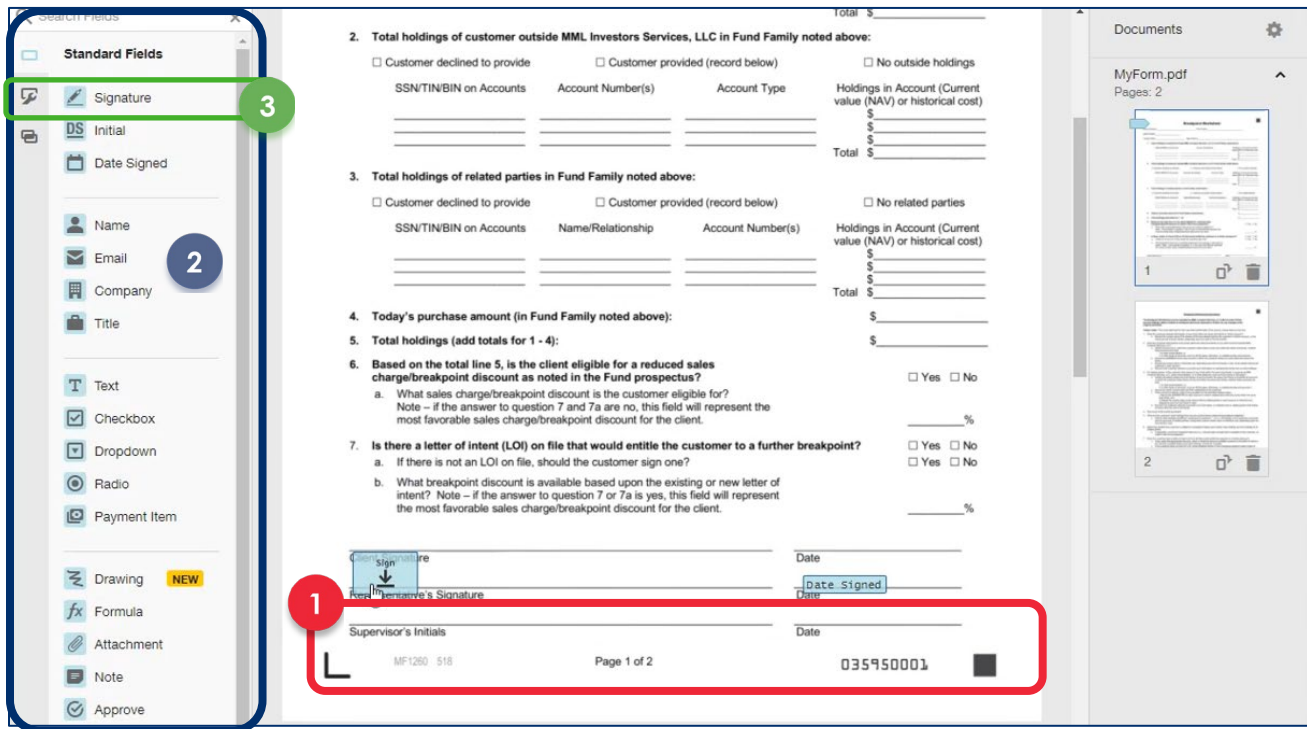 Search Fields
Standard Fields
Signature
3
DS Initial
Date Signed
Name
Email
2
Company
Title
T Text
Checkbox
Dropdown
Radio
Payment Item
Drawing NEW
fx Formula
Attachment
Note
Approve
Total $
2. Total holdings of customer outside MML Investors Services, LLC in Fund Family noted above:
☐ Customer declined to provide ☐ Customer provided (record below) ☐ No outside holdings
SSN/TIN/BIN on Accounts Account Number(s) Account Type Holdings in Account (Current
value (NAV) or historical cost)
$
$
$
Total $
3. Total holdings of related parties in Fund Family noted above:
☐ Customer declined to provide ☐ Customer provided (record below) ☐ No related parties
SSN/TIN/BIN on Accounts Name/Relationship Account Number(s) Holdings in Account (Current
value (NAV) or historical cost)
$
$
$
Total $
4. Today's purchase amount (in Fund Family noted above): $
5. Total holdings (add totals for 1 - 4): $
6. Based on the total line 5, is the client eligible for a reduced sales
charge/breakpoint discount as noted in the Fund prospectus? ☐ Yes ☐ No
a. What sales charge/breakpoint discount is the customer eligible for?
Note – if the answer to question 7 and 7a are no, this field will represent the
most favorable sales charge/breakpoint discount for the client. %
7. Is there a letter of intent (LOI) on file that would entitle the customer to a further breakpoint? ☐ Yes ☐ No
a. If there is not an LOI on file, should the customer sign one? ☐ Yes ☐ No
b. What breakpoint discount is available based upon the existing or new letter of
intent? Note – if the answer to question 7 or 7a is yes, this field will represent
the most favorable sales charge/breakpoint discount for the client. %
Client Signature Date
Sign
Date Signed
Representative's Signature Date
1
Supervisor's Initials Date
MF1260 518 Page 1 of 2 035950001
Documents
MyForm.pdf
Pages: 2
1
2